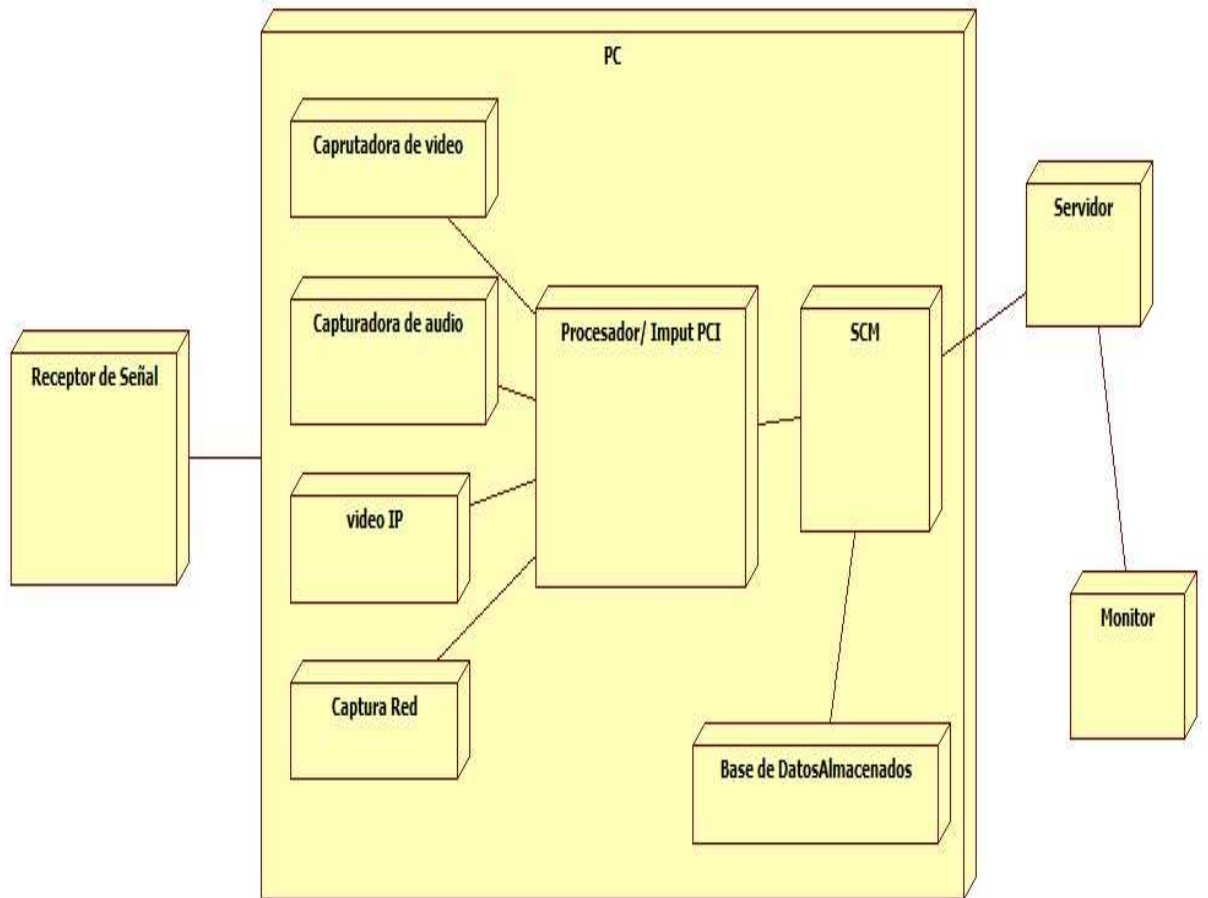 PC
Caprutadora de video
Capturadora de audio
video IP
Captura Red
Receptor de Señal
Procesador/ Imput PCI
SCM
Base de DatosAlmacenados
Servidor
Monitor